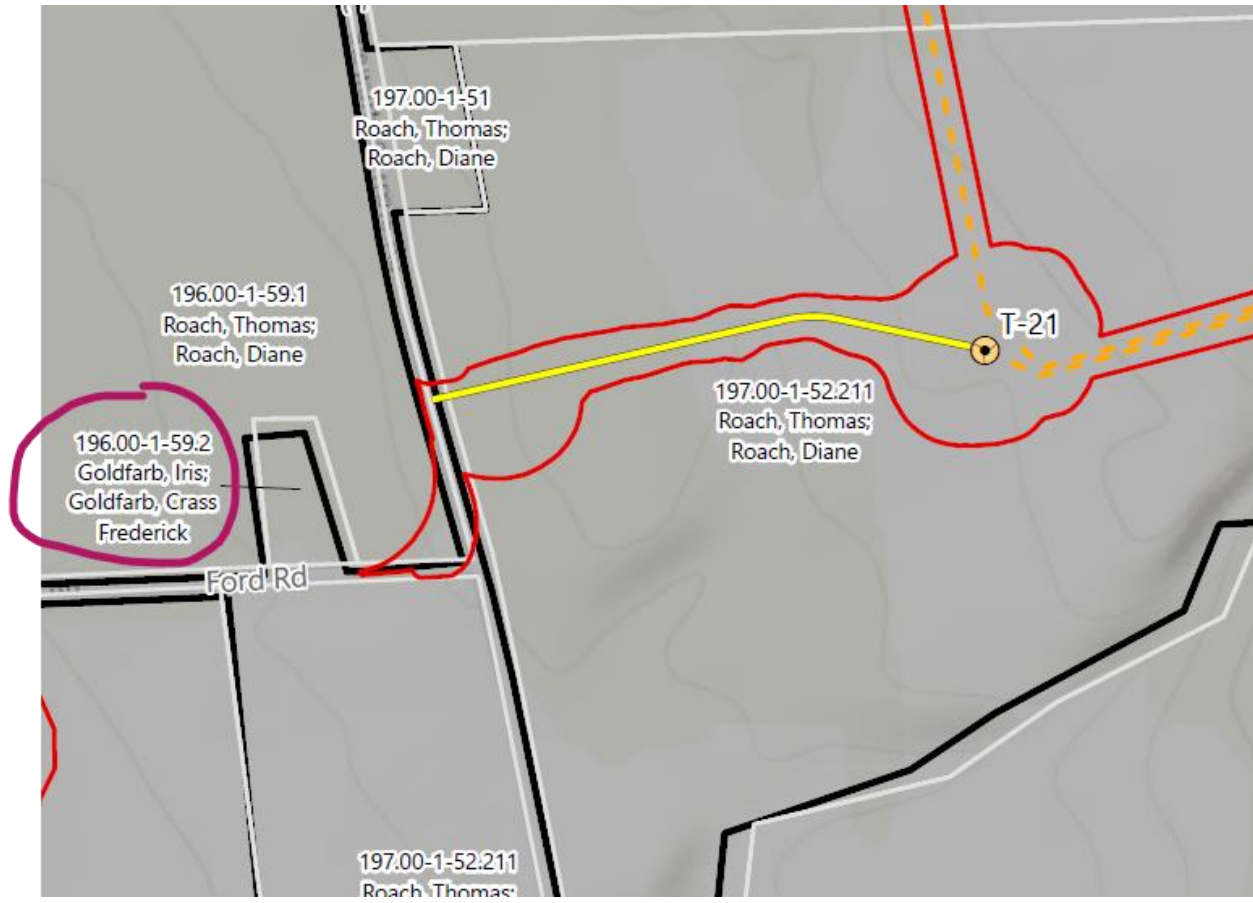 197.00-1-51
Roach, Thomas;
Roach, Diane
196.00-1-59.1
Roach, Thomas;
Roach, Diane
T-21
197.00-1-52.211
Roach, Thomas;
Roach, Diane
196.00-1-59.2
Goldfarb, Iris;
Goldfarb, Crass
Frederick
Ford Rd
197.00-1-52.211
Roach, Thomas;